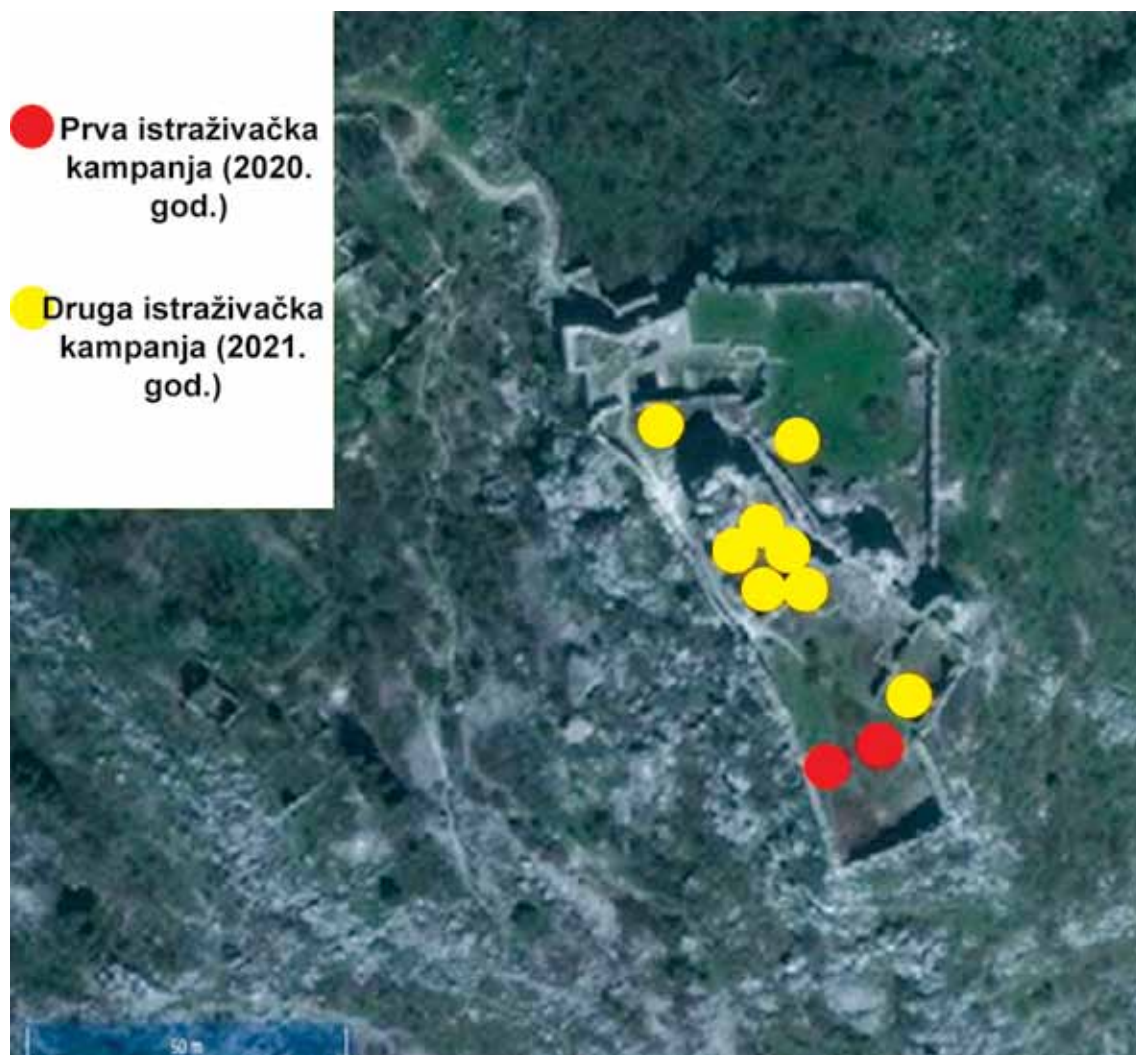 Prva istraživačka
kampanja (2020.
god.)
Druga istraživačka
kampanja (2021.
god.)
50 m